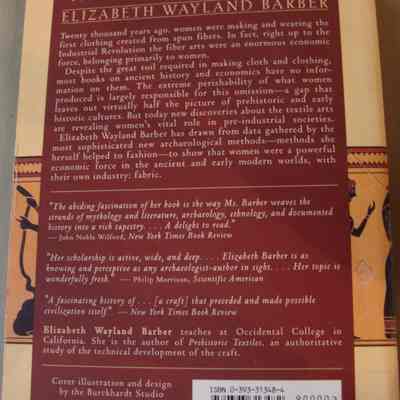 ELIZABETH WAYLAND BARBER
Twenty thousand years ago, women were making and wearing the
first clothing created from spun fibers. In fact, right up to the
Industrial Revolution the fiber arts were an enormous economic
force, belonging primarily to women.
Despite the great toil required in making cloth and clothing,
most books on ancient history and economics have no infor-
mation on them. The extreme perishability of what women
produced is largely responsible for this omission—a gap that
leaves out virtually half the picture of prehistoric and early
historic cultures. But today new discoveries about the textile arts
are revealing women's vital role in pre-industrial societies.
Elizabeth Wayland Barber has drawn from data gathered by the
most sophisticated new archaeological methods—methods she
herself helped to fashion—to show that women were a powerful
economic force in the ancient and early modern worlds, with
their own industry: fabric.
"The abiding fascination of her book is the way Ms. Barber weaves the
strands of mythology and literature, archaeology, ethnology, and documented
history into a rich tapestry. . . . A delight to read."
— John Noble Wilford, New York Times Book Review
"Her scholarship is active, wide, and deep. . . . Elizabeth Barber is as
knowing and perceptive as any archaeologist-author in sight. . . . Her topic is
wonderfully fresh." — Philip Morrison, Scientific American
"A fascinating history of . . . [a craft] that preceded and made possible
civilization itself." — New York Times Book Review
Elizabeth Wayland Barber teaches at Occidental College in
California. She is the author of Prehistoric Textiles, an authoritative
study of the technical development of the craft.
Cover illustration and design
by the Burckhardt Studio
ISBN 0-393-31348-4
90000>